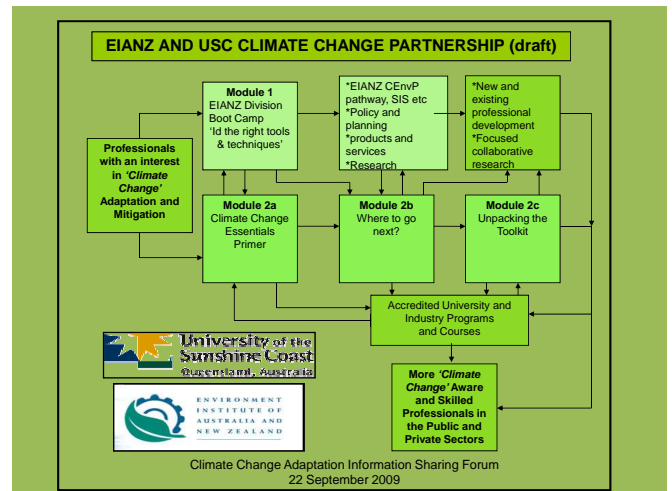 EIANZ AND USC CLIMATE CHANGE PARTNERSHIP (draft)
Professionals
with an interest
in 'Climate
Change'
Adaptation and
Mitigation
Module 1
EIANZ Division
Boot Camp
'Id the right tools
& techniques'
*EIANZ CEnvP
pathway, SIS etc
*Policy and
planning
*products and
services
*Research
*New and
existing
professional
development
*Focused
collaborative
research
Module 2a
Climate Change
Essentials
Primer
Module 2b
Where to go
next?
Module 2c
Unpacking the
Toolkit
Accredited University and
Industry Programs
and Courses
University of the
Sunshine Coast
Queensland, Australia
ENVIRONMENT
INSTITUTE OF
AUSTRALIA AND
NEW ZEALAND
More 'Climate
Change' Aware
and Skilled
Professionals in
the Public and
Private Sectors
Climate Change Adaptation Information Sharing Forum
22 September 2009